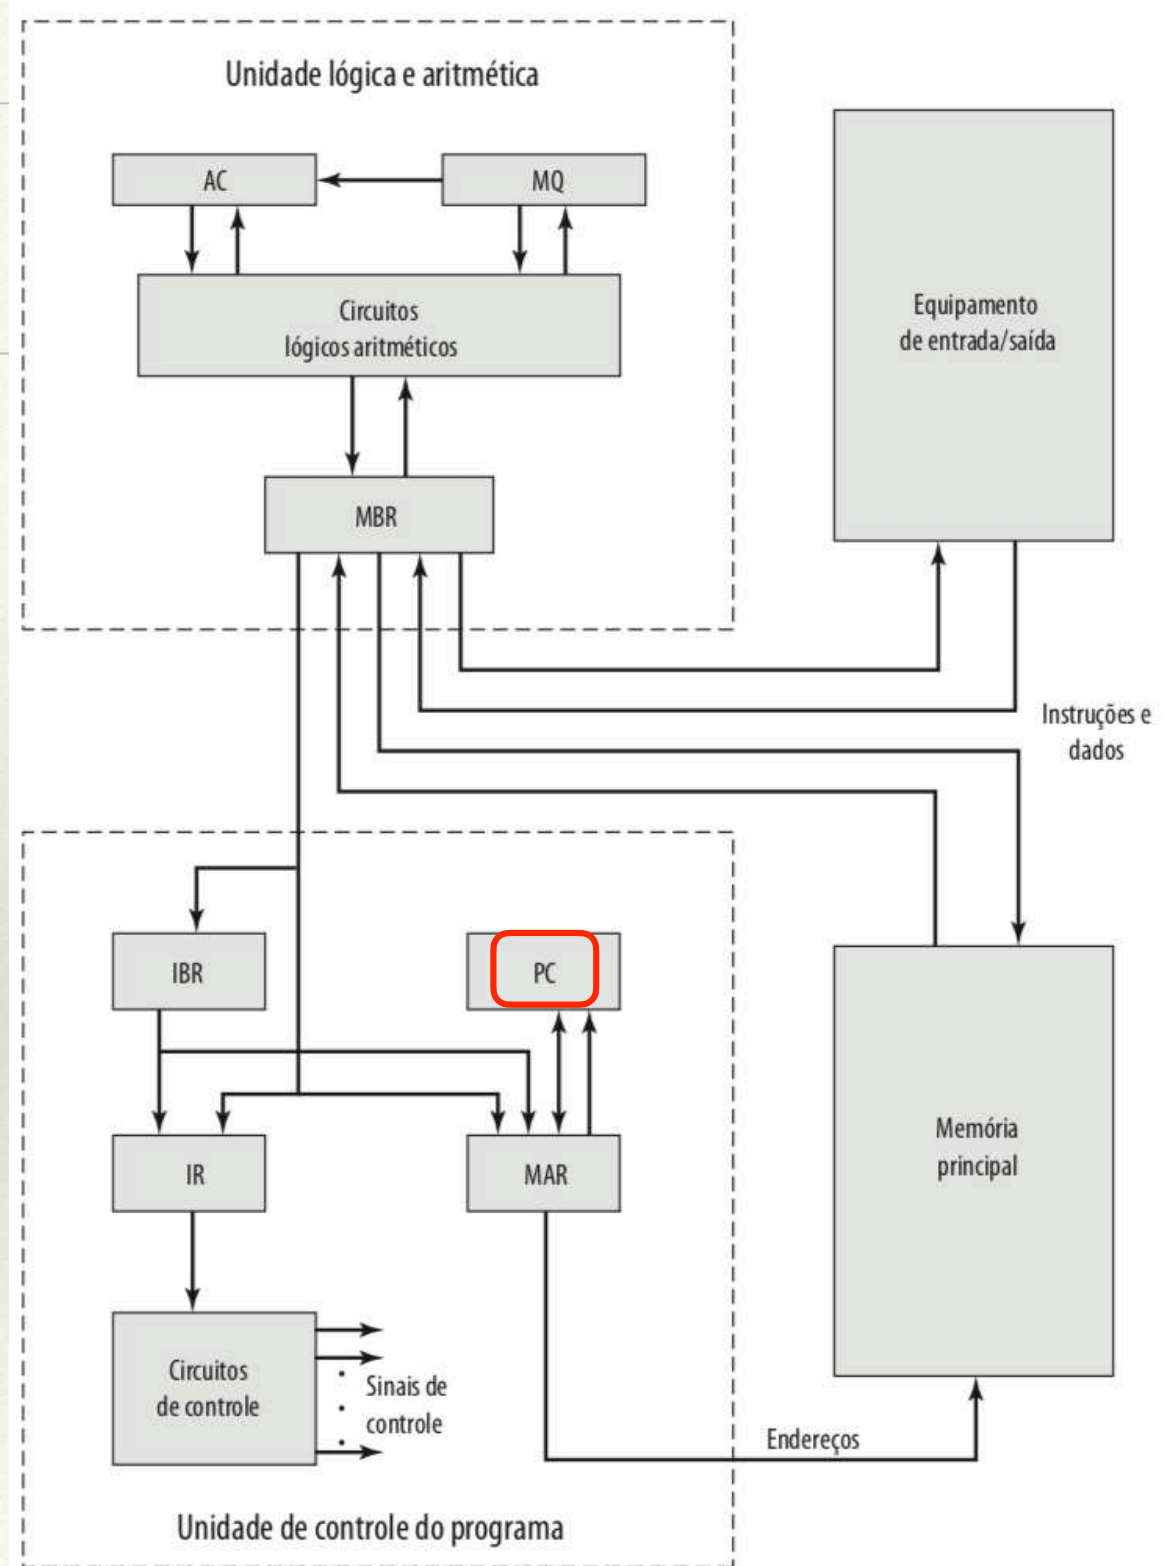 Unidade lógica e aritmética
AC
MQ
Circuitos
lógicos aritméticos
Equipamento
de entrada/saída
MBR
Instruções e
dados
IBR
PC
IR
MAR
Memória
principal
Circuitos
de controle
Sinais de
controle
Endereços
Unidade de controle do programa